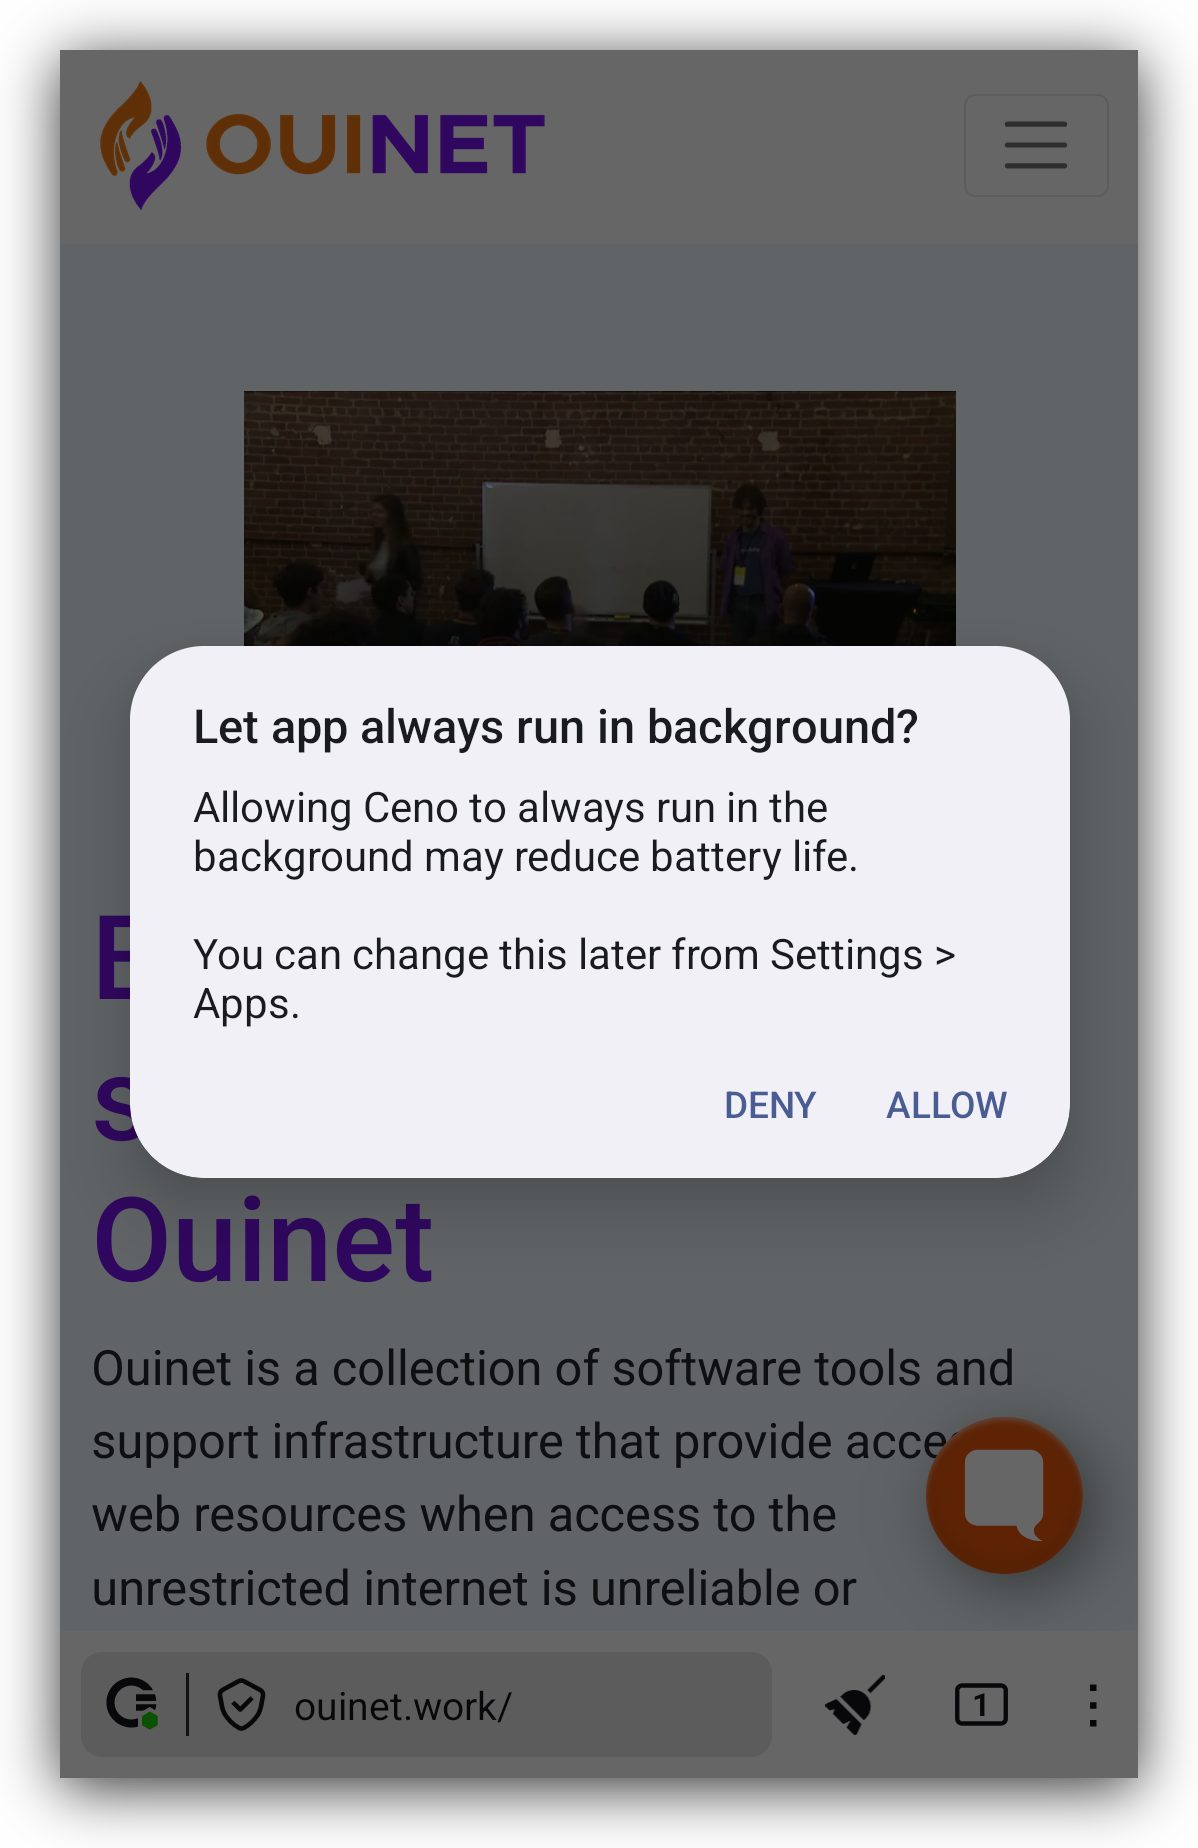 OUINET
Let app always run in background?
Allowing Ceno to always run in the
background may reduce battery life.
You can change this later from Settings >
Apps.
DENY ALLOW
Ouinet
Ouinet is a collection of software tools and
support infrastructure that provide
web resources when access to the
unrestricted internet is unreliable or
ouinet.work/ 1